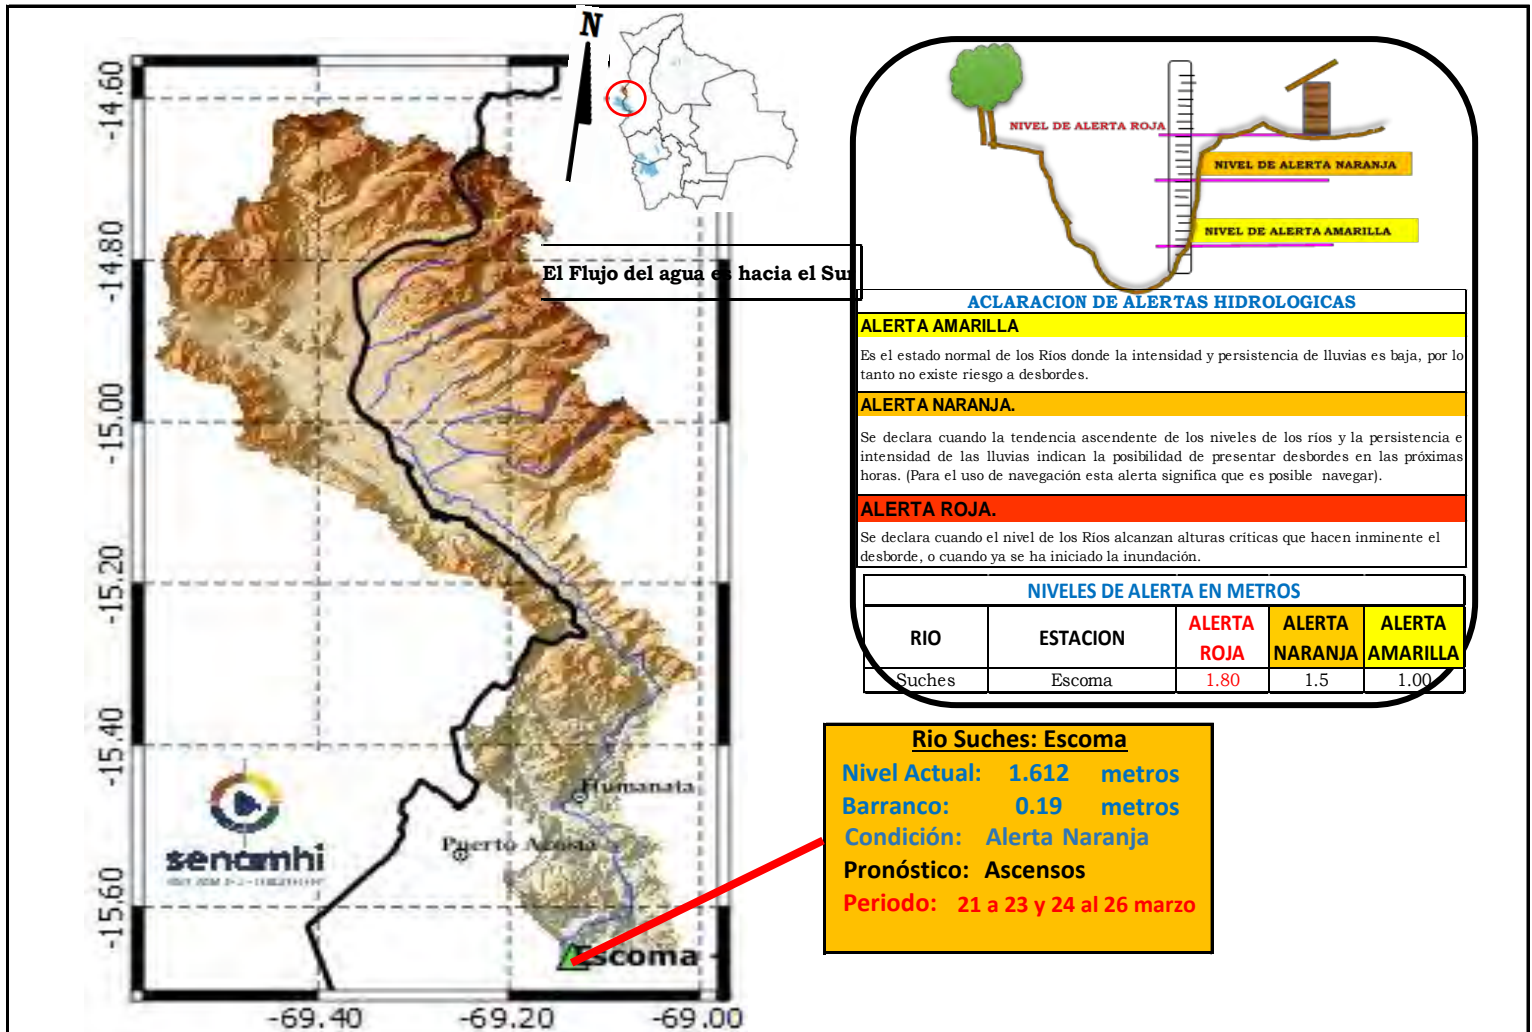 N
El Flujo del agua es hacia el Sur
-14.60
-14.80
-15.00
-15.20
-15.40
-15.60
-69.40
-69.20
-69.00
Humanata
Puerto Acosta
Escoma
senamhi
NIVEL DE ALERTA ROJA
NIVEL DE ALERTA NARANJA
NIVEL DE ALERTA AMARILLA
ACLARACION DE ALERTAS HIDROLOGICAS
ALERTA AMARILLA
Es el estado normal de los Ríos donde la intensidad y persistencia de lluvias es baja, por lo
tanto no existe riesgo a desbordes.
ALERTA NARANJA.
Se declara cuando la tendencia ascendente de los niveles de los ríos y la persistencia e
intensidad de las lluvias indican la posibilidad de presentar desbordes en las próximas
horas. (Para el uso de navegación esta alerta significa que es posible navegar).
ALERTA ROJA.
Se declara cuando el nivel de los Ríos alcanzan alturas críticas que hacen inminente el
desborde, o cuando ya se ha iniciado la inundación.
NIVELES DE ALERTA EN METROS
RIO ESTACION ALERTA ROJA ALERTA NARANJA ALERTA AMARILLA
Suches Escoma 1.80 1.5 1.00
Rio Suches: Escoma
Nivel Actual: 1.612 metros
Barranco: 0.19 metros
Condición: Alerta Naranja
Pronóstico: Ascensos
Periodo: 21 a 23 y 24 al 26 marzo